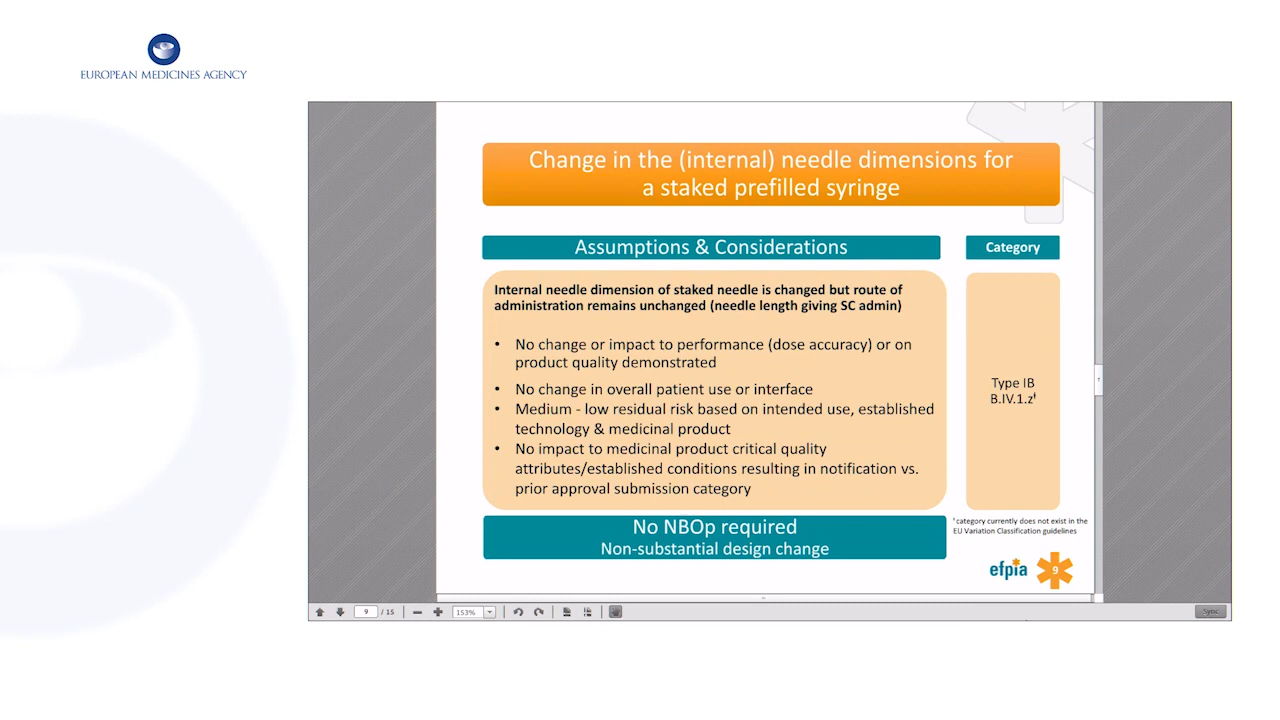 EUROPEAN MEDICINES AGENCY
Change in the (internal) needle dimensions for
a staked prefilled syringe
Assumptions & Considerations
Category
Internal needle dimension of staked needle is changed but route of
administration remains unchanged (needle length giving SC admin)
• No change or impact to performance (dose accuracy) or on
product quality demonstrated
• No change in overall patient use or interface
• Medium - low residual risk based on intended use, established
technology & medicinal product
• No impact to medicinal product critical quality
attributes/established conditions resulting in notification vs.
prior approval submission category
Type IB
B.IV.1.zᵗ
No NBOp required
Non-substantial design change
ᵗ category currently does not exist in the
EU Variation Classification guidelines
efpia
9
9 / 15
153%
Sync